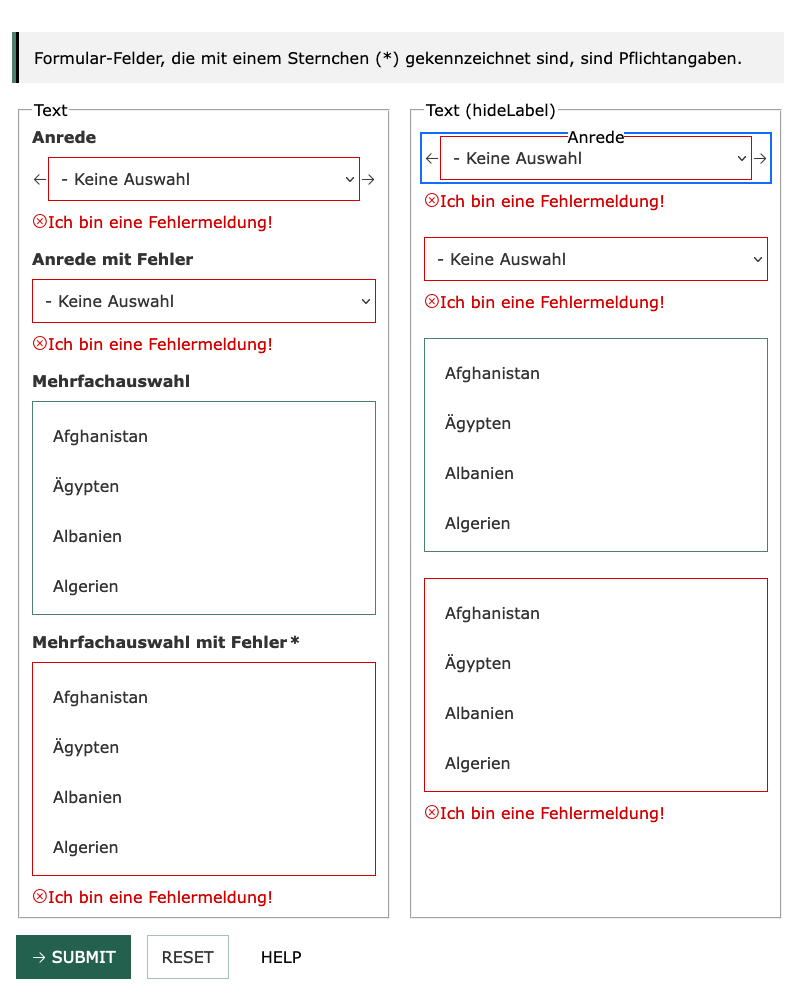 Formular-Felder, die mit einem Sternchen (*) gekennzeichnet sind, sind Pflichtangaben.
Text
Anrede
- Keine Auswahl
Ich bin eine Fehlermeldung!
Anrede mit Fehler
- Keine Auswahl
Ich bin eine Fehlermeldung!
Mehrfachauswahl
Afghanistan
Ägypten
Albanien
Algerien
Mehrfachauswahl mit Fehler*
Afghanistan
Ägypten
Albanien
Algerien
Ich bin eine Fehlermeldung!
Text (hideLabel)
Anrede
- Keine Auswahl
Ich bin eine Fehlermeldung!
- Keine Auswahl
Ich bin eine Fehlermeldung!
Afghanistan
Ägypten
Albanien
Algerien
Afghanistan
Ägypten
Albanien
Algerien
Ich bin eine Fehlermeldung!
→ SUBMIT
RESET
HELP